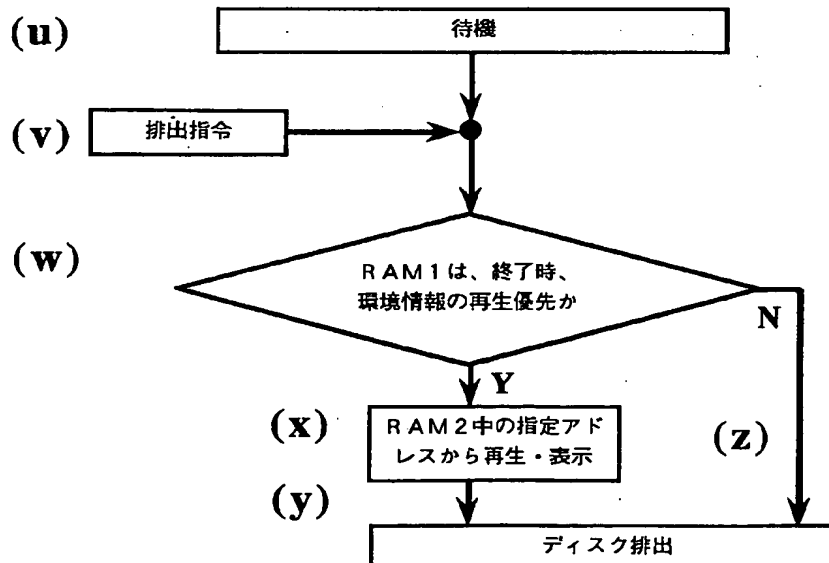 (u)
待機
(v)
排出指令
(w)
ＲＡＭ１は、終了時、
環境情報の再生優先か
N
Y
(x)
ＲＡＭ２中の指定アド
レスから再生・表示
(z)
(y)
ディスク排出